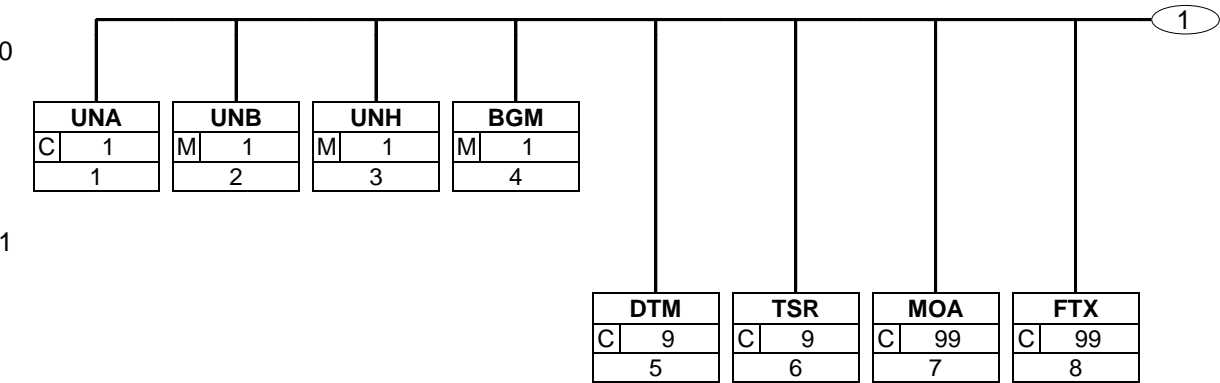 1
0
UNA UNB UNH BGM
C 1 M 1 M 1 M 1
1 2 3 4
1
DTM TSR MOA FTX
C 9 C 9 C 99 C 99
5 6 7 8